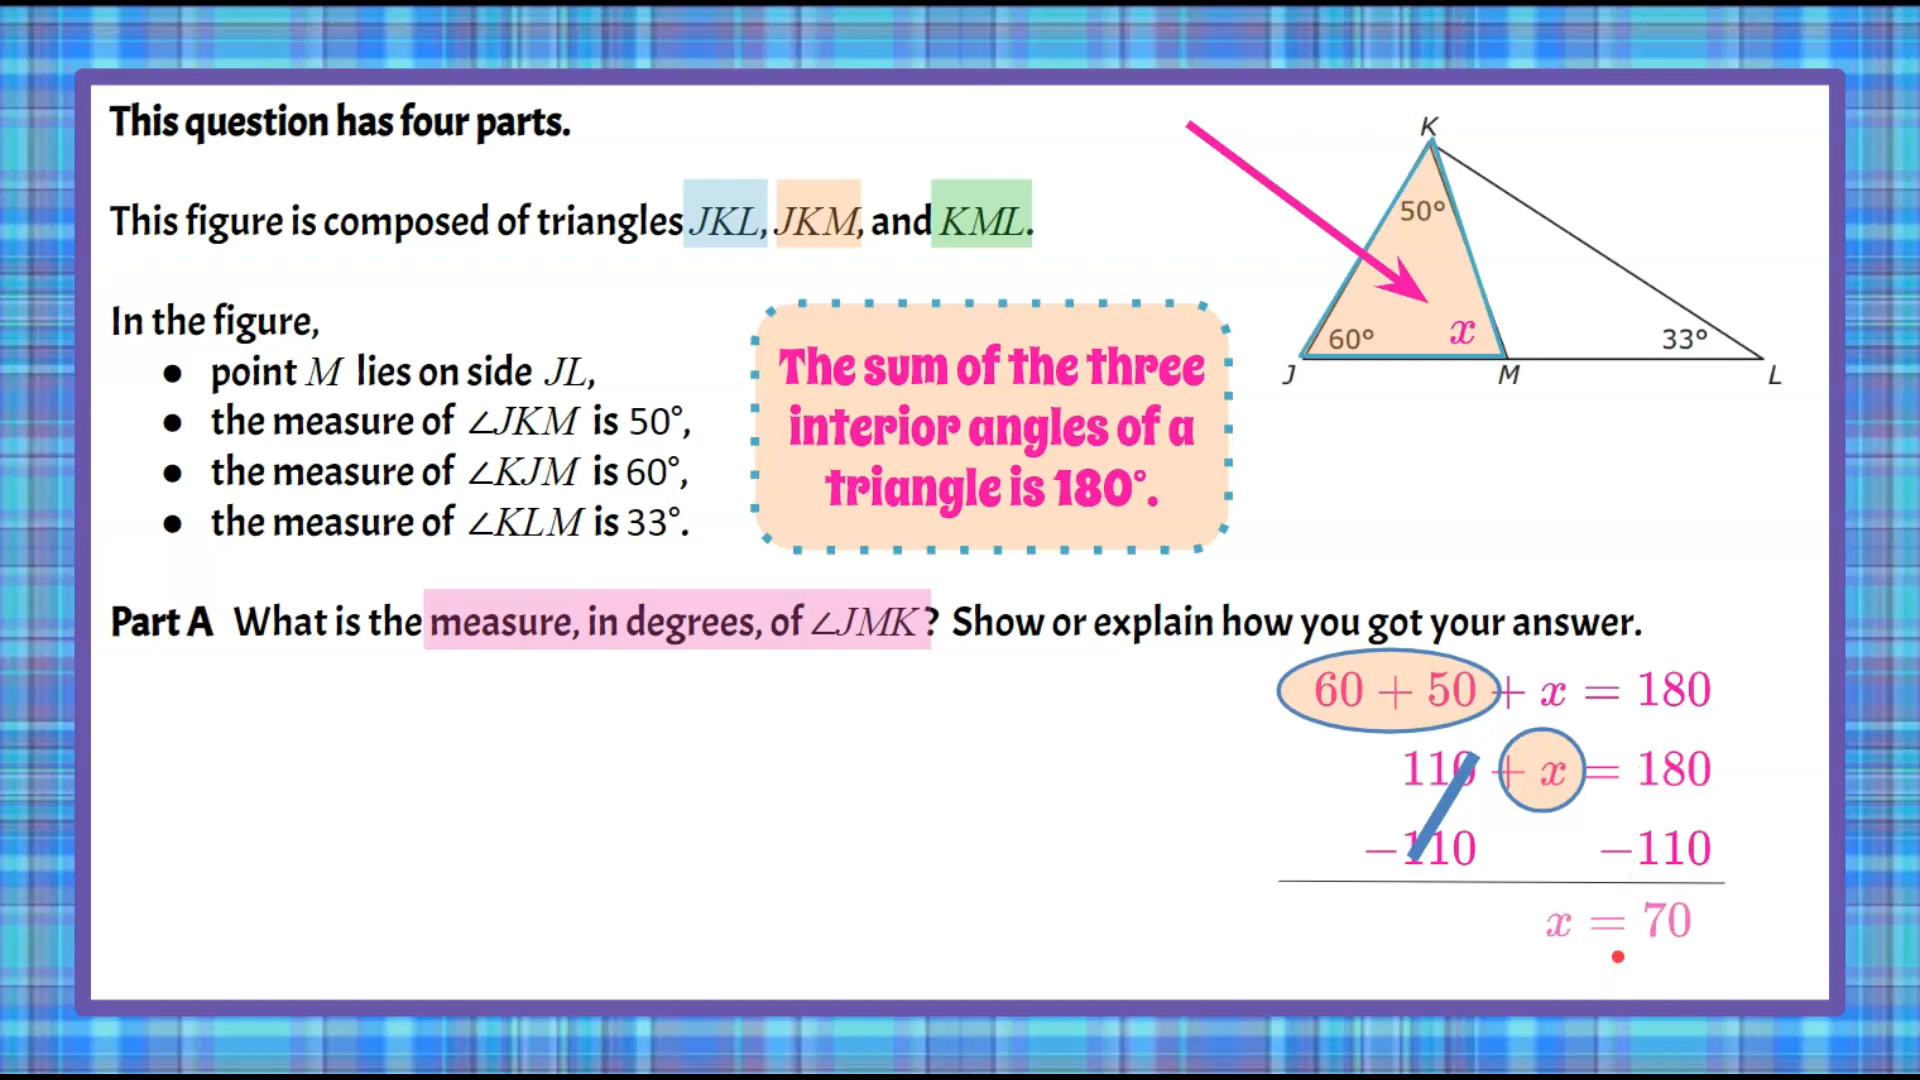 This question has four parts.
This figure is composed of triangles JKL, JKM, and KML.
In the figure,
● point M lies on side JL,
● the measure of ∠JKM is 50°,
● the measure of ∠KJM is 60°,
● the measure of ∠KLM is 33°.
The sum of the three
interior angles of a
triangle is 180°.
K
50°
60°
x
33°
J
M
L
Part A What is the measure, in degrees, of ∠JMK? Show or explain how you got your answer.
60 + 50 + x = 180
110 + x = 180
−110 −110
x = 70